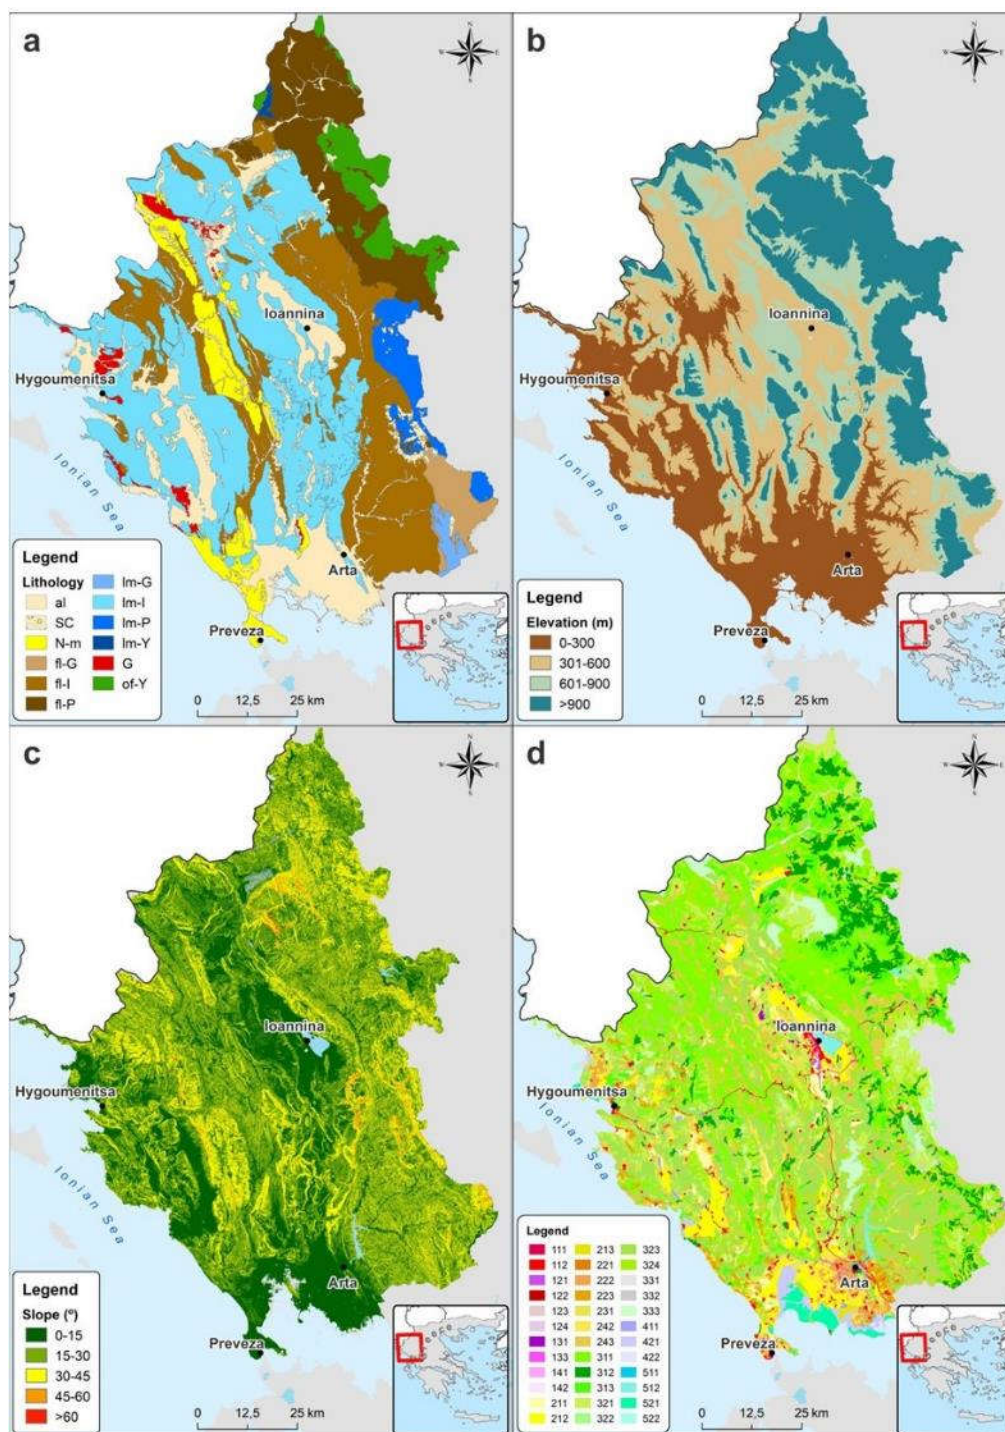 a
N
W
E
S
Ioannina
Hygoumenitsa
Ionian Sea
Arta
Preveza
Legend
Lithology
al
SC
N-m
fl-G
fl-I
fl-P
lm-G
lm-I
lm-P
lm-Y
G
of-Y
0 12,5 25 km
b
N
W
E
S
Ioannina
Hygoumenitsa
Ionian Sea
Arta
Preveza
Legend
Elevation (m)
0-300
301-600
601-900
>900
0 12,5 25 km
c
N
W
E
S
Ioannina
Hygoumenitsa
Ionian Sea
Arta
Preveza
Legend
Slope (°)
0-15
15-30
30-45
45-60
>60
0 12,5 25 km
d
N
W
E
S
Ioannina
Hygoumenitsa
Ionian Sea
Arta
Preveza
Legend
111 213 323
112 221 324
121 222 331
122 223 332
123 231 333
124 242 411
131 243 421
133 311 422
141 312 511
142 313 512
211 321 521
212 322 522
0 12,5 25 km